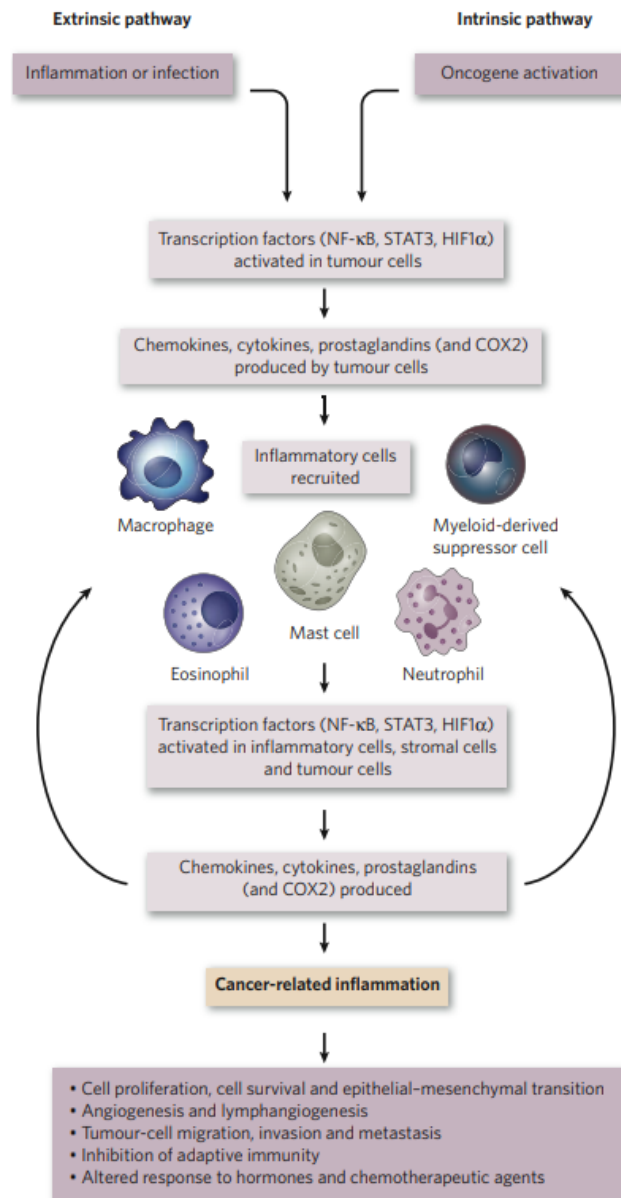 Extrinsic pathway
Intrinsic pathway
Inflammation or infection
Oncogene activation
Transcription factors (NF-κB, STAT3, HIF1α)
activated in tumour cells
Chemokines, cytokines, prostaglandins (and COX2)
produced by tumour cells
Inflammatory cells
recruited
Macrophage
Myeloid-derived
suppressor cell
Mast cell
Eosinophil
Neutrophil
Transcription factors (NF-κB, STAT3, HIF1α)
activated in inflammatory cells, stromal cells
and tumour cells
Chemokines, cytokines, prostaglandins
(and COX2) produced
Cancer-related inflammation
• Cell proliferation, cell survival and epithelial–mesenchymal transition
• Angiogenesis and lymphangiogenesis
• Tumour-cell migration, invasion and metastasis
• Inhibition of adaptive immunity
• Altered response to hormones and chemotherapeutic agents